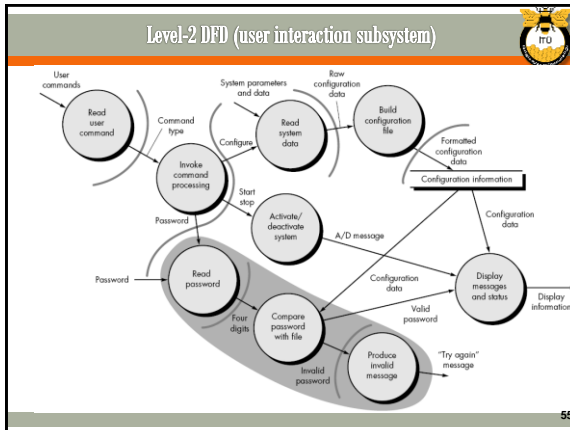 Level-2 DFD (user interaction subsystem)
İTÜ
User
commands
Read
user
command
Command
type
Invoke
command
processing
System parameters
and data
Configure
Read
system
data
Raw
configuration
data
Build
configuration
file
Formatted
configuration
data
Configuration information
Start
stop
Activate/
deactivate
system
A/D message
Configuration
data
Configuration
data
Display
messages
and status
Display
information
Password
Password
Read
password
Four
digits
Compare
password
with file
Valid
password
Invalid
password
Produce
invalid
message
"Try again"
message
55